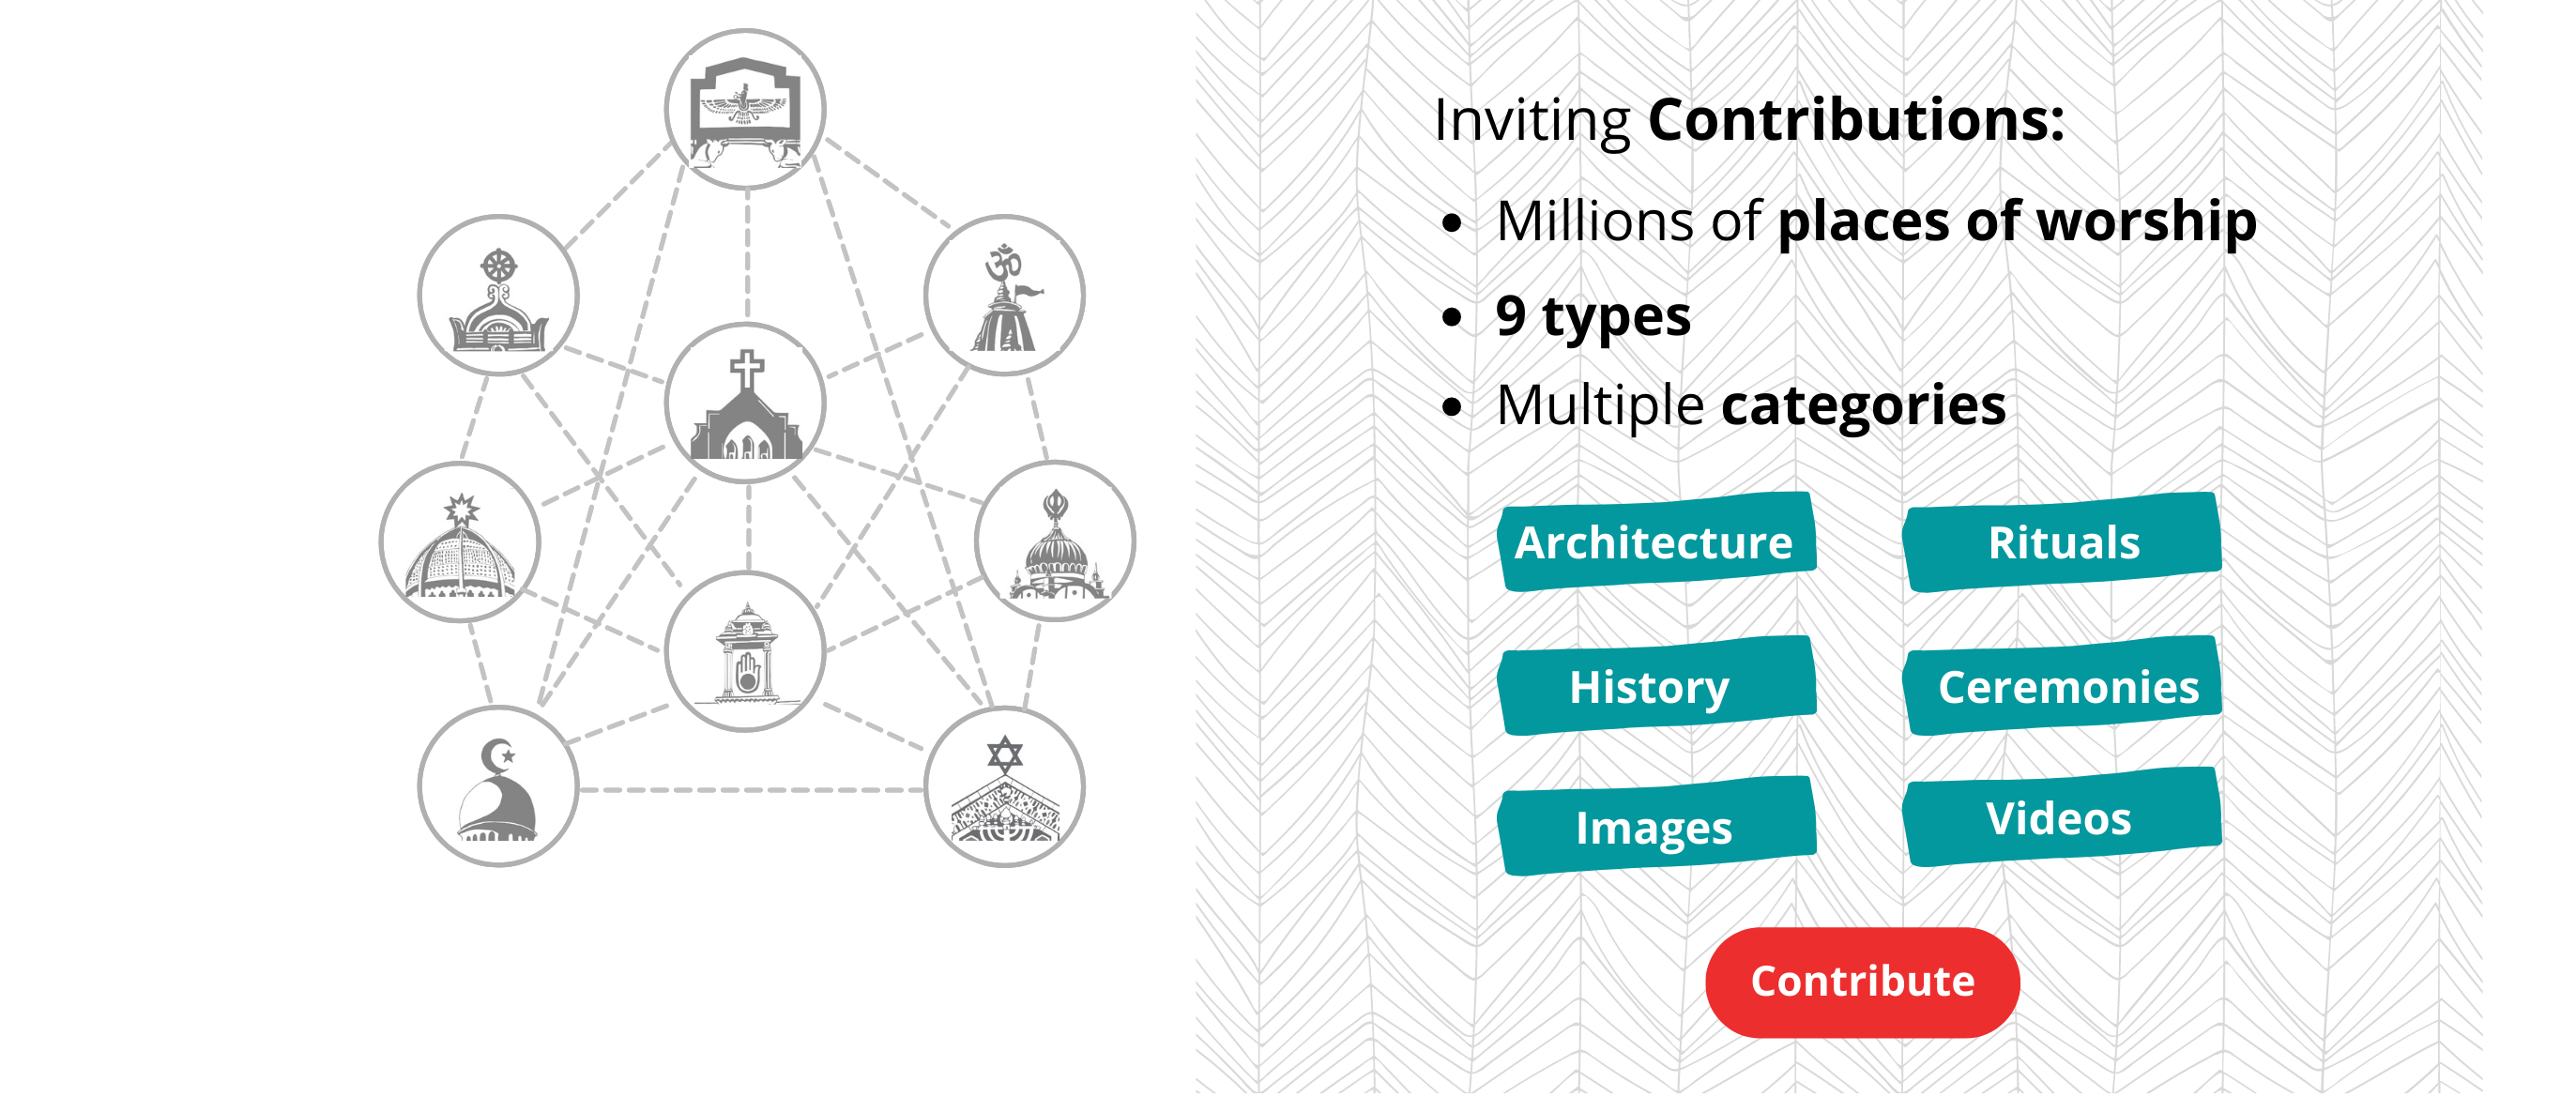 Inviting Contributions:
• Millions of places of worship
• 9 types
• Multiple categories
Architecture
Rituals
History
Ceremonies
Images
Videos
Contribute
ॐ